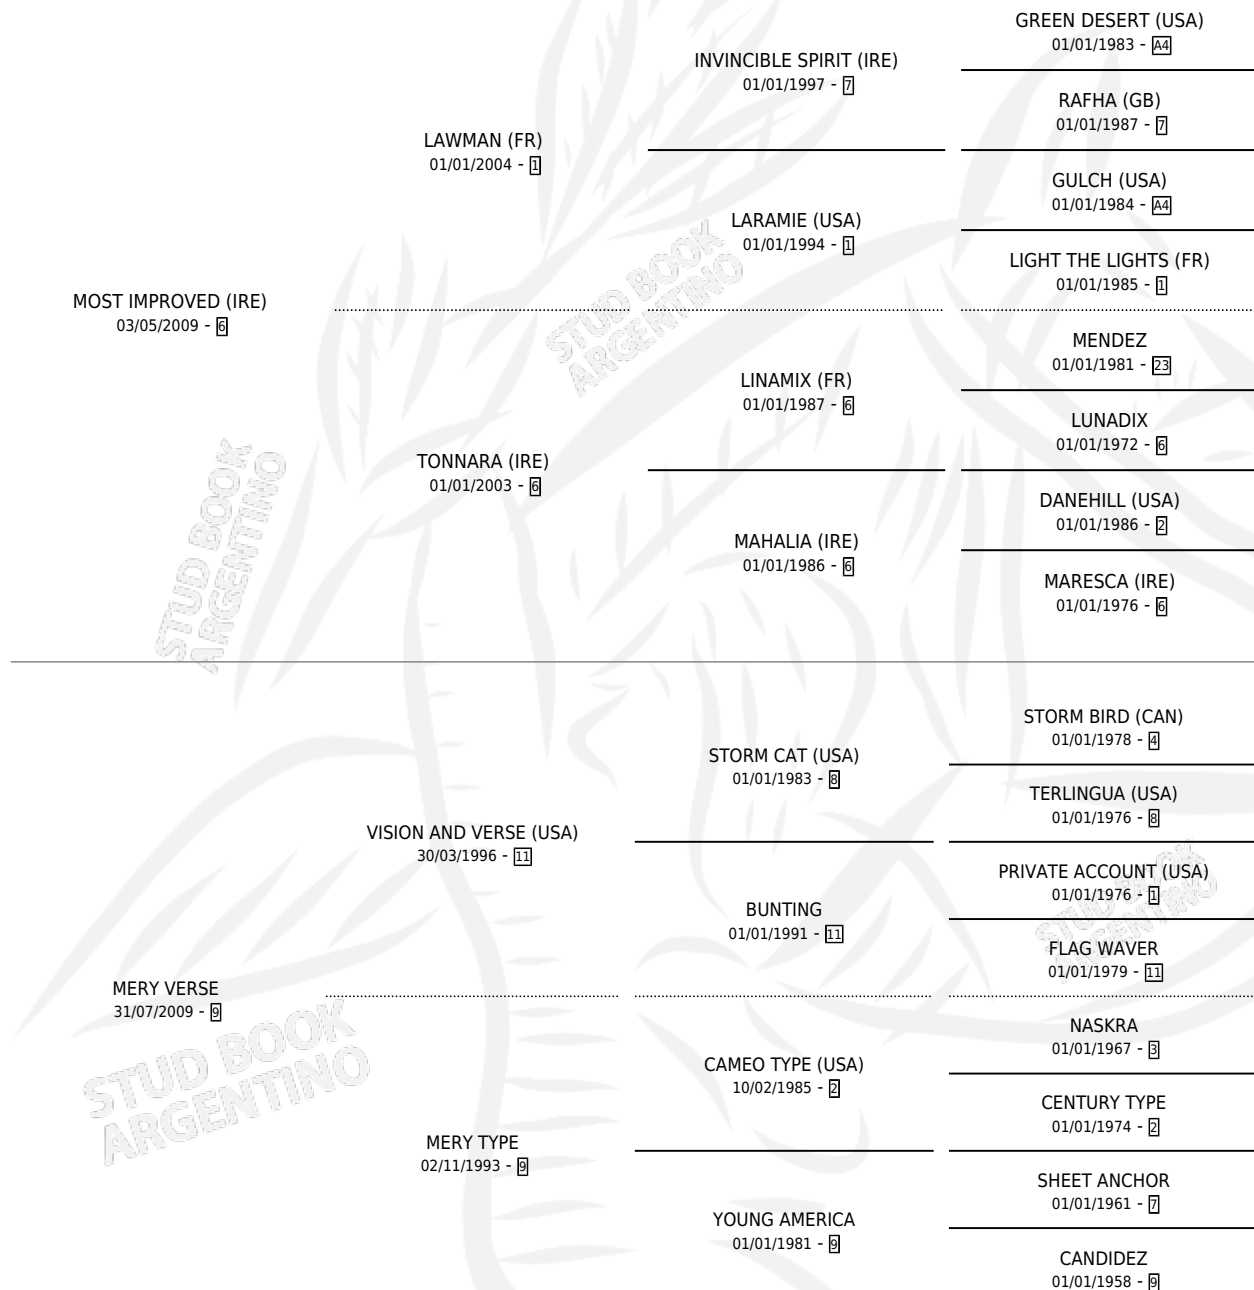 GREEN DESERT (USA)
01/01/1983 - A4
INVINCIBLE SPIRIT (IRE)
01/01/1997 - 7
RAFHA (GB)
01/01/1987 - 7
LAWMAN (FR)
01/01/2004 - 1
GULCH (USA)
01/01/1984 - A4
LARAMIE (USA)
01/01/1994 - 1
LIGHT THE LIGHTS (FR)
01/01/1985 - 1
MOST IMPROVED (IRE)
03/05/2009 - 6
MENDEZ
01/01/1981 - 23
LINAMIX (FR)
01/01/1987 - 6
LUNADIX
01/01/1972 - 6
TONNARA (IRE)
01/01/2003 - 6
DANEHILL (USA)
01/01/1986 - 2
MAHALIA (IRE)
01/01/1986 - 6
MARESCA (IRE)
01/01/1976 - 6
STORM BIRD (CAN)
01/01/1978 - 4
STORM CAT (USA)
01/01/1983 - 8
TERLINGUA (USA)
01/01/1976 - 8
VISION AND VERSE (USA)
30/03/1996 - 11
PRIVATE ACCOUNT (USA)
01/01/1976 - 1
BUNTING
01/01/1991 - 11
FLAG WAVER
01/01/1979 - 11
MERY VERSE
31/07/2009 - 9
NASKRA
01/01/1967 - 3
CAMEO TYPE (USA)
10/02/1985 - 2
CENTURY TYPE
01/01/1974 - 2
MERY TYPE
02/11/1993 - 9
SHEET ANCHOR
01/01/1961 - 7
YOUNG AMERICA
01/01/1981 - 9
CANDIDEZ
01/01/1958 - 9
STUD BOOK
ARGENTINO
STUD BOOK
ARGENTINO
STUD BOOK
ARGENTINO
STUD BOOK
ARGENTINO